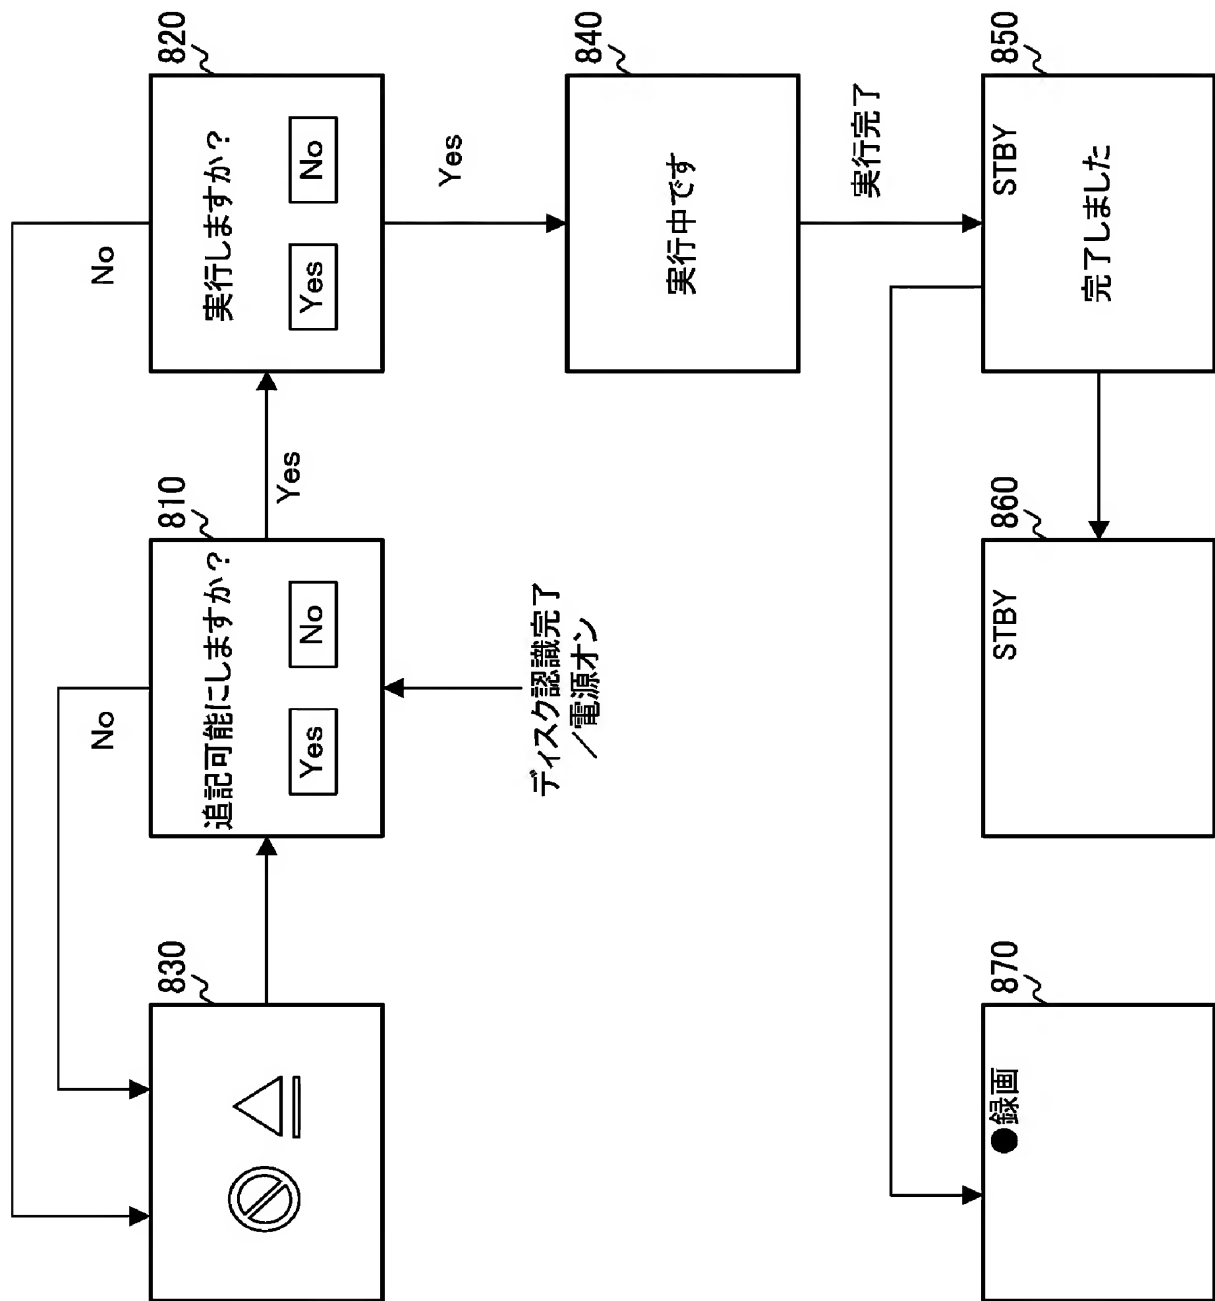 No
No
830
810
820
追記可能にしますか？
Yes
No
Yes
実行しますか？
Yes
No
Yes
ディスク認識完了
／電源オン
840
実行中です
実行完了
870
860
850
●録画
STBY
STBY
完了しました